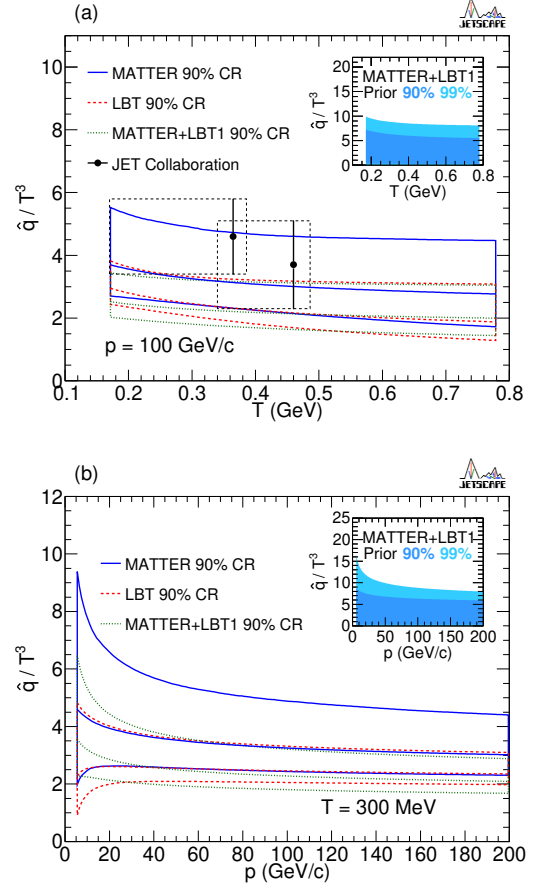 (a)
JETSCAPE
MATTER 90% CR
LBT 90% CR
MATTER+LBT1 90% CR
JET Collaboration
MATTER+LBT1
Prior 90% 99%
q̂ / T³
0 5 10 15 20
0.2 0.4 0.6 0.8
T (GeV)
q̂ / T³
0 2 4 6 8 10
p = 100 GeV/c
0.1 0.2 0.3 0.4 0.5 0.6 0.7 0.8
T (GeV)
(b)
JETSCAPE
MATTER 90% CR
LBT 90% CR
MATTER+LBT1 90% CR
MATTER+LBT1
Prior 90% 99%
q̂ / T³
0 5 10 15 20 25
0 50 100 150 200
p (GeV/c)
q̂ / T³
0 2 4 6 8 10 12
T = 300 MeV
0 20 40 60 80 100 120 140 160 180 200
p (GeV/c)